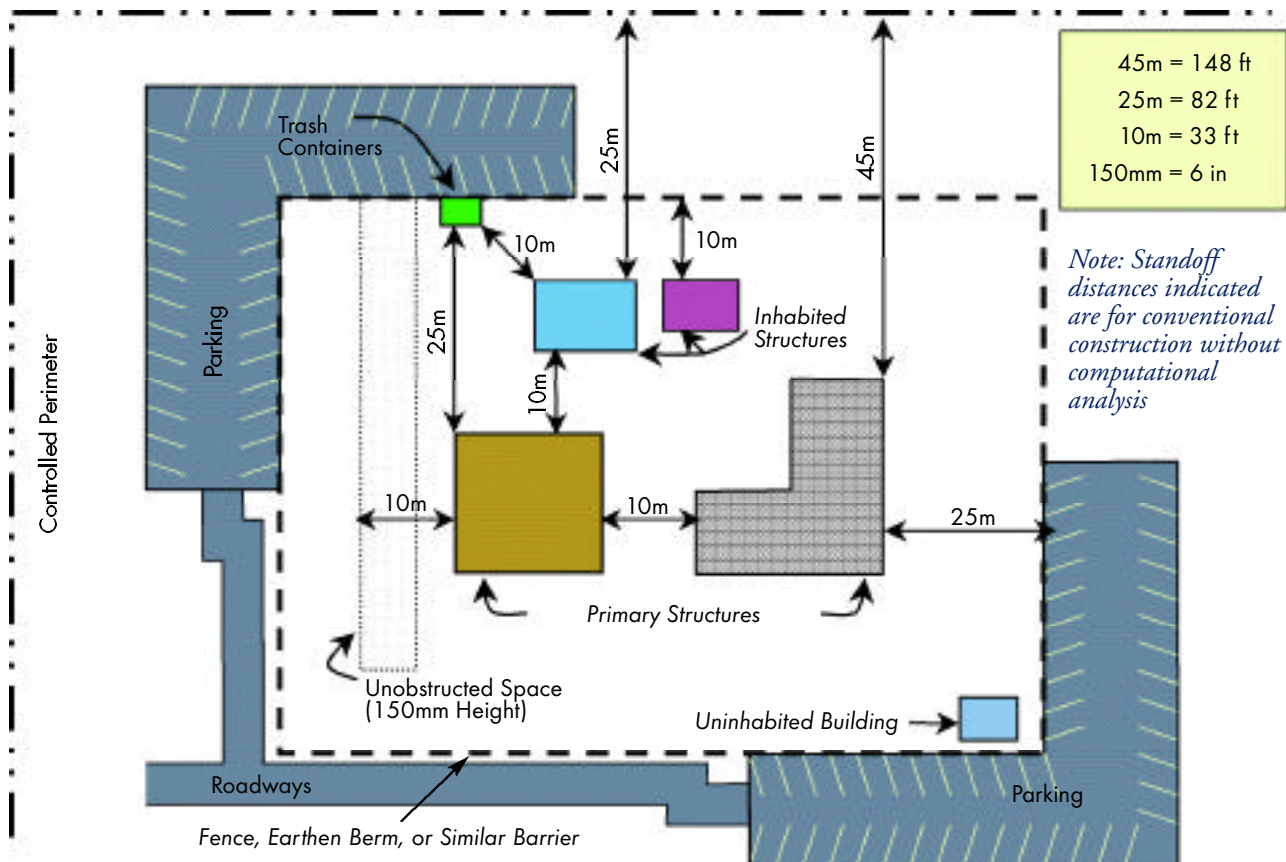 45m = 148 ft
25m = 82 ft
10m = 33 ft
150mm = 6 in
Note: Standoff
distances indicated
are for conventional
construction without
computational
analysis
Trash
Containers
25m
45m
10m
10m
Inhabited
Structures
Parking
25m
10m
Controlled Perimeter
10m
10m
25m
Primary Structures
Unobstructed Space
(150mm Height)
Uninhabited Building
Roadways
Parking
Fence, Earthen Berm, or Similar Barrier